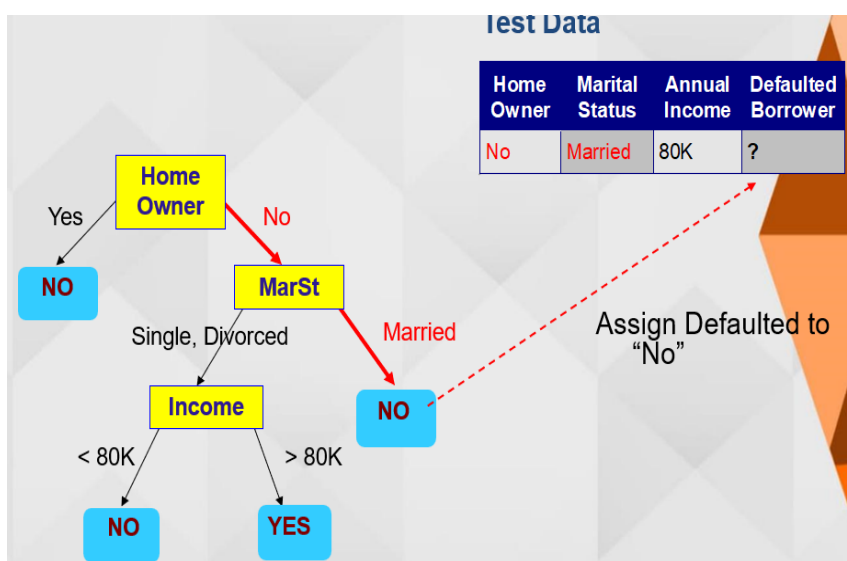 Test Data
Home Marital Annual Defaulted
Owner Status Income Borrower
No Married 80K ?
Home
Owner
Yes
No
NO
MarSt
Single, Divorced
Married
Assign Defaulted to
“No”
Income
NO
< 80K
> 80K
NO
YES